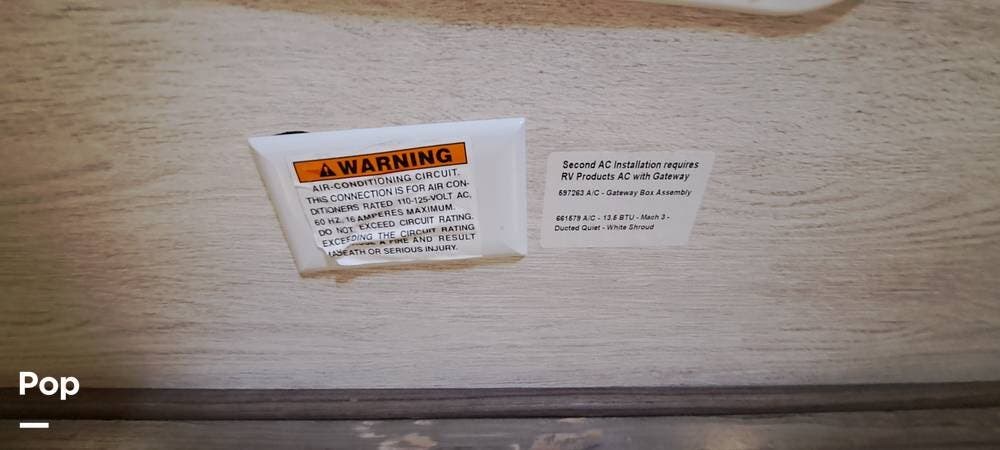 WARNING
AIR-CONDITIONING CIRCUIT.
THIS CONNECTION IS FOR AIR CON-
DITIONERS RATED 110-125-VOLT AC,
60 HZ, 16 AMPERES MAXIMUM.
DO NOT EXCEED CIRCUIT RATING.
EXCEEDING THE CIRCUIT RATING
A FIRE AND RESULT
DEATH OR SERIOUS INJURY.
Second AC Installation requires
RV Products AC with Gateway
597263 A/C - Gateway Box Assembly
661579 A/C - 13.5 BTU - Mach 3 -
Ducted Quiet - White Shroud
Pop